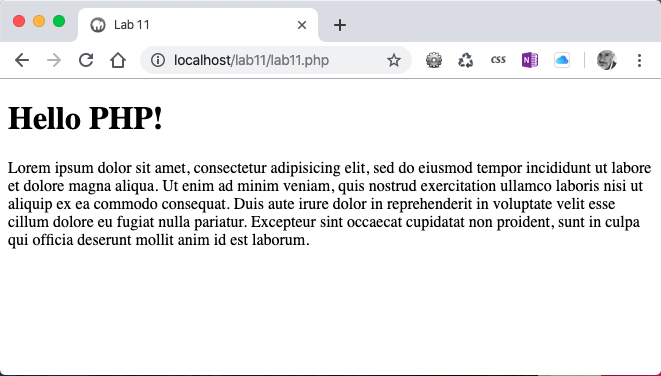 Lab 11
localhost/lab11/lab11.php
CSS
N
Hello PHP!
Lorem ipsum dolor sit amet, consectetur adipisicing elit, sed do eiusmod tempor incididunt ut labore
et dolore magna aliqua. Ut enim ad minim veniam, quis nostrud exercitation ullamco laboris nisi ut
aliquip ex ea commodo consequat. Duis aute irure dolor in reprehenderit in voluptate velit esse
cillum dolore eu fugiat nulla pariatur. Excepteur sint occaecat cupidatat non proident, sunt in culpa
qui officia deserunt mollit anim id est laborum.